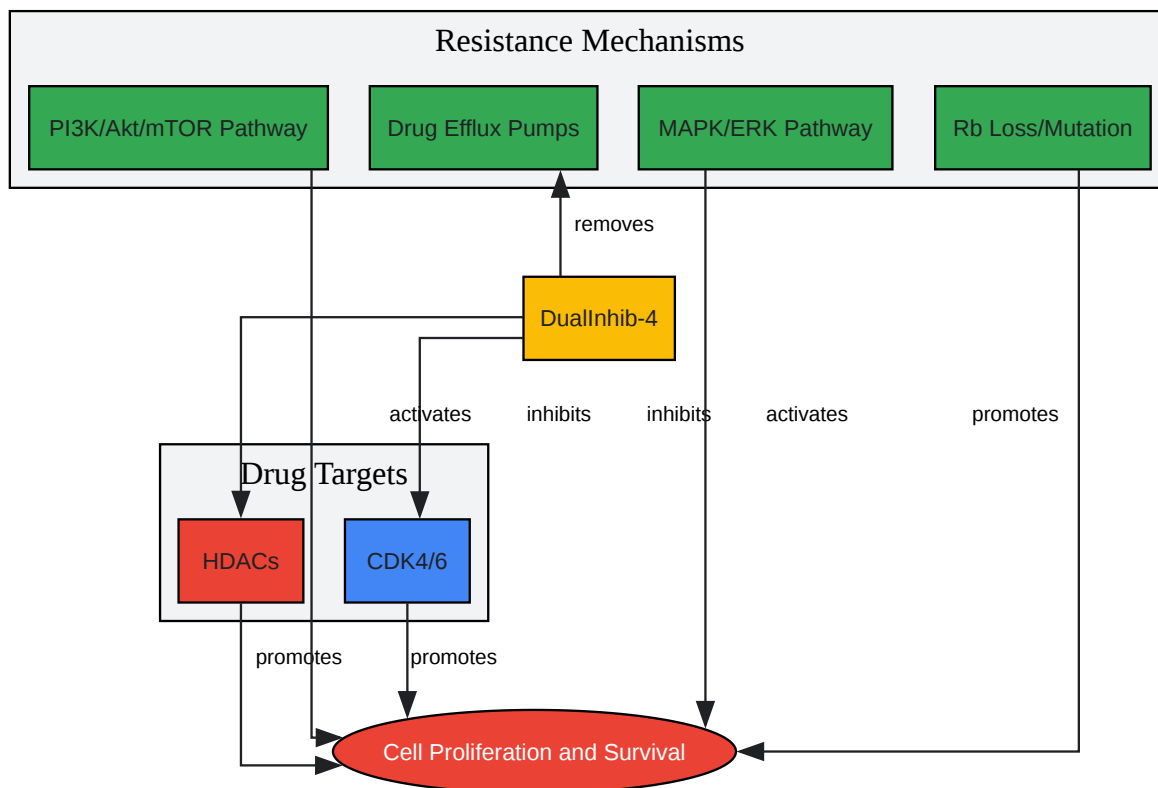 Resistance Mechanisms
PI3K/Akt/mTOR Pathway
Drug Efflux Pumps
MAPK/ERK Pathway
Rb Loss/Mutation
removes
DualInhib-4
activates
inhibits
inhibits
activates
promotes
Drug Targets
HDACs
CDK4/6
promotes
promotes
Cell Proliferation and Survival